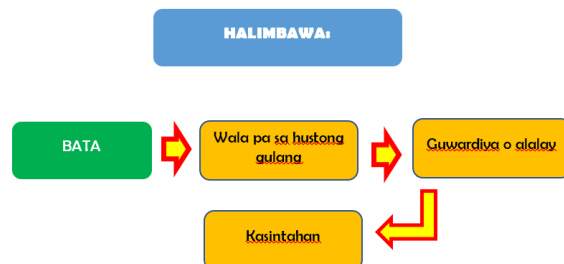 HALIMBAWA:
BATA
Wala pa sa hustong
gulang
Guwardiya o alalay
Kasintahan